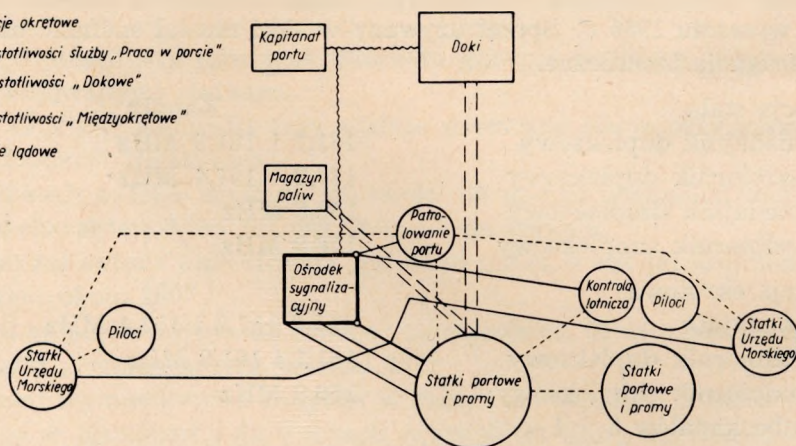 je okrętowe
stotliwości służby „Praca w porcie"
stotliwości „Dokowe"
stotliwości „Międzyokrętowe"
e lądowe
Kapitanat
portu
Doki
Magazyn
paliw
Patro-
lowanie
portu
Ośrodek
sygnaliza-
cyjny
Kontrola
lotnicza
Piloci
Statki
Urzędu
Morskiego
Piloci
Statki
Urzędu
Morskiego
Statki portowe
i promy
Statki
portowe
i promy